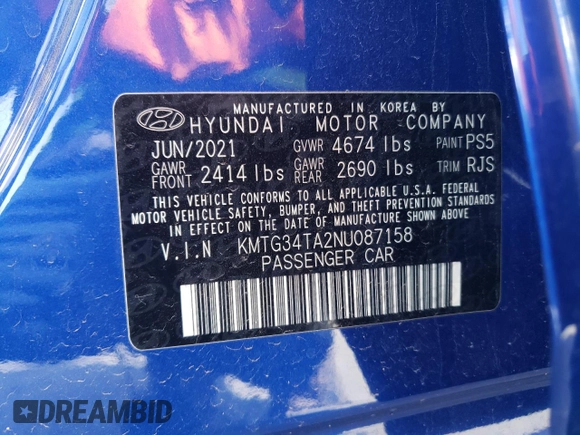 MANUFACTURED IN KOREA BY
HYUNDAI MOTOR COMPANY
JUN/2021 GVWR 4674 lbs PAINT PS5
GAWR FRONT 2414 lbs GAWR REAR 2690 lbs TRIM RJS
THIS VEHICLE CONFORMS TO ALL APPLICABLE U.S.A. FEDERAL
MOTOR VEHICLE SAFETY, BUMPER, AND THEFT PREVENTION STANDARDS
IN EFFECT ON THE DATE OF MANUFACTURE SHOWN ABOVE.
V.I.N KMTG34TA2NU087158
PASSENGER CAR
DREAMBID